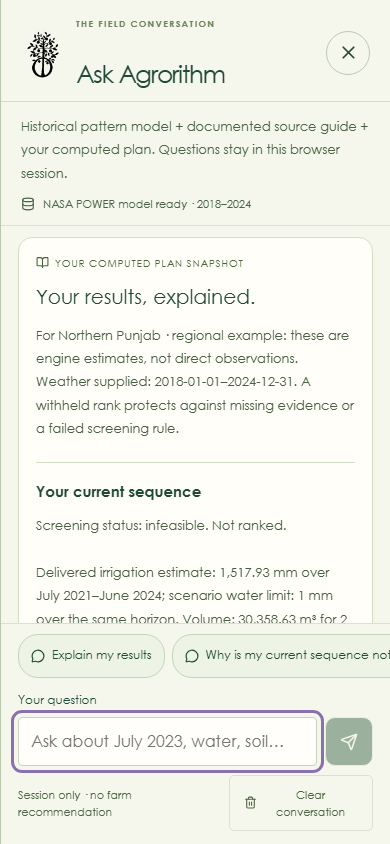 THE FIELD CONVERSATION
Ask Agrorithm
Historical pattern model + documented source guide +
your computed plan. Questions stay in this browser
session.
NASA POWER model ready · 2018–2024
YOUR COMPUTED PLAN SNAPSHOT
Your results, explained.
For Northern Punjab · regional example: these are
engine estimates, not direct observations.
Weather supplied: 2018-01-01–2024-12-31. A
withheld rank protects against missing evidence or
a failed screening rule.
Your current sequence
Screening status: infeasible. Not ranked.
Delivered irrigation estimate: 1,517.93 mm over
July 2021–June 2024; scenario water limit: 1 mm
over the same horizon. Volume: 30,358.63 m³ for 2
Explain my results
Why is my current sequence not
Your question
Ask about July 2023, water, soil…
Session only · no farm
recommendation
Clear
conversation